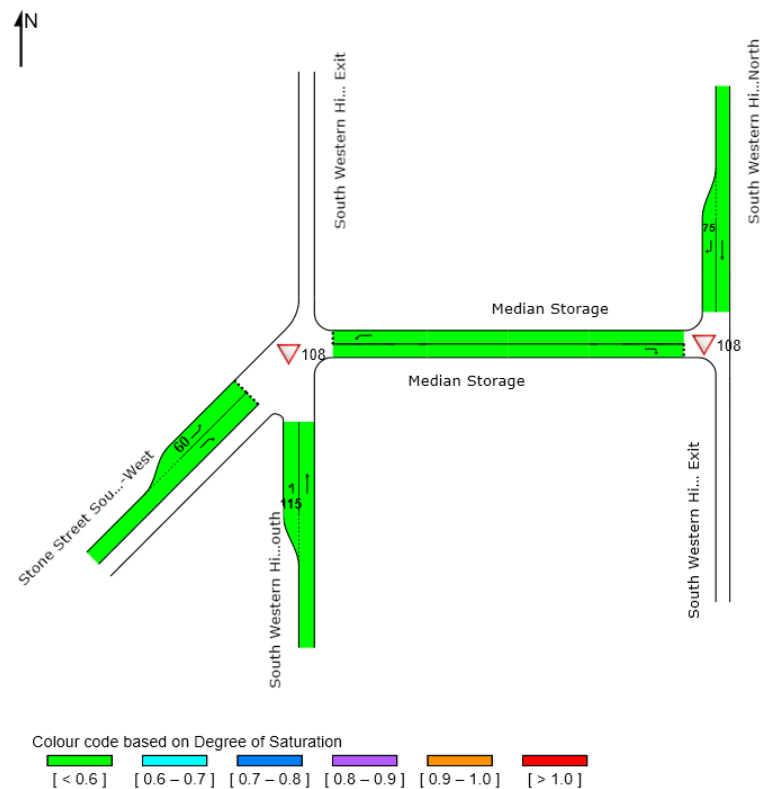 N
South Western Hi... Exit
South Western Hi...North
75
Median Storage
108
108
Median Storage
60
Stone Street Sou...-West
115
South Western Hi...outh
South Western Hi... Exit
Colour code based on Degree of Saturation
[ < 0.6 ] [ 0.6 – 0.7 ] [ 0.7 – 0.8 ] [ 0.8 – 0.9 ] [ 0.9 – 1.0 ] [ > 1.0 ]